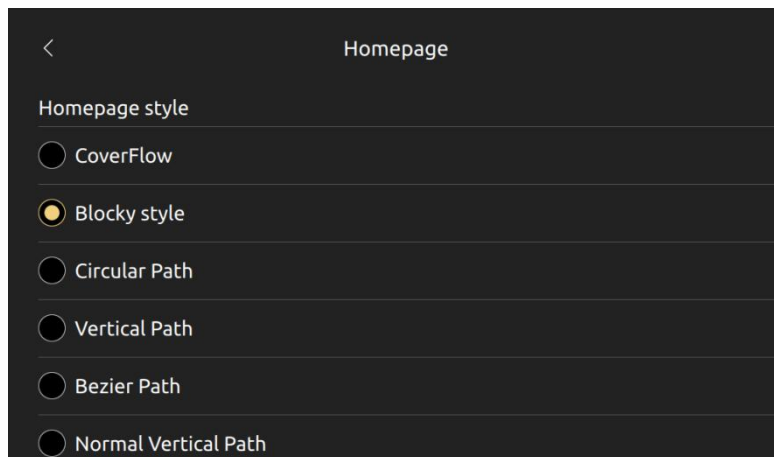 Homepage
Homepage style
CoverFlow
Blocky style
Circular Path
Vertical Path
Bezier Path
Normal Vertical Path